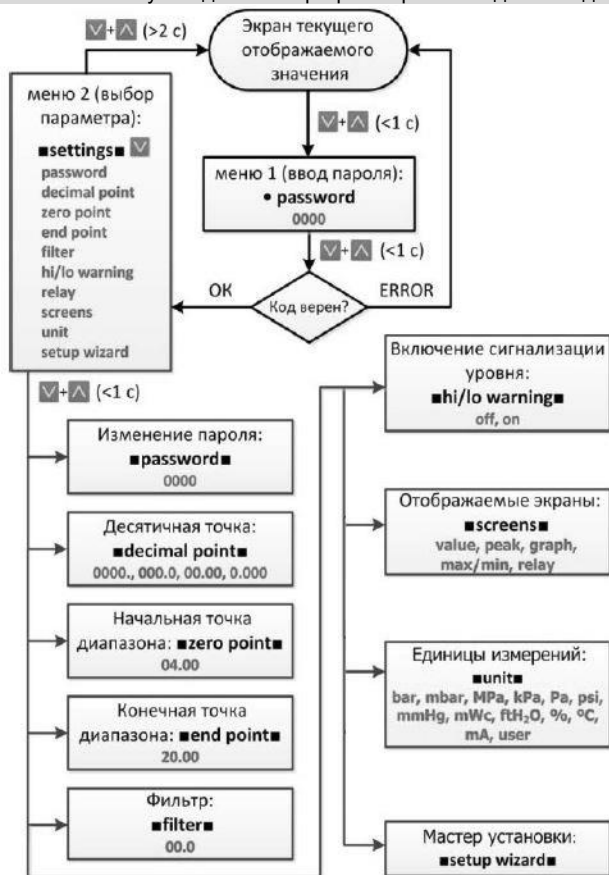 ∨+∧ (>2 с)
Экран текущего
отображаемого
значения
меню 2 (выбор
параметра):
■settings■ ∨
password
decimal point
zero point
end point
filter
hi/lo warning
relay
screens
unit
setup wizard
∨+∧ (<1 с)
меню 1 (ввод пароля):
• password
0000
∨+∧ (<1 с)
OK
Код верен?
ERROR
∨+∧ (<1 с)
Изменение пароля:
■password■
0000
Десятичная точка:
■decimal point■
0000., 000.0, 00.00, 0.000
Начальная точка
диапазона: ■zero point■
04.00
Конечная точка
диапазона: ■end point■
20.00
Фильтр:
■filter■
00.0
Включение сигнализации
уровня:
■hi/lo warning■
off, on
Отображаемые экраны:
■screens■
value, peak, graph,
max/min, relay
Единицы измерений:
■unit■
bar, mbar, MPa, kPa, Pa, psi,
mmHg, mWc, ftH₂O, %, ºC,
mA, user
Мастер установки:
■setup wizard■